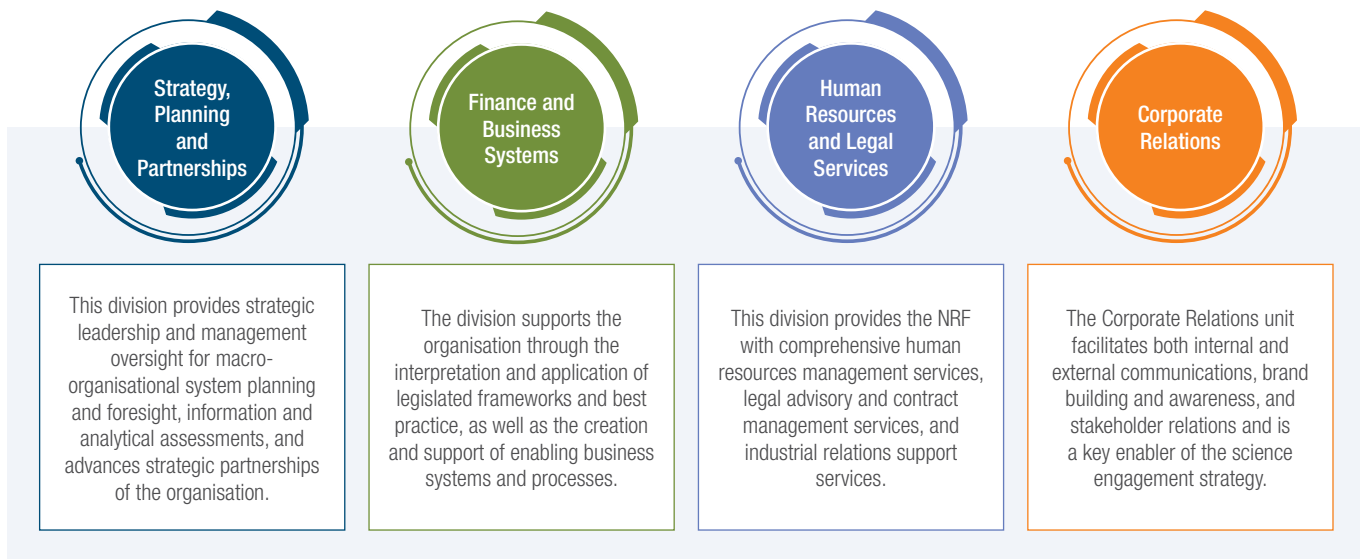 Strategy,
Planning
and
Partnerships
This division provides strategic
leadership and management
oversight for macro-
organisational system planning
and foresight, information and
analytical assessments, and
advances strategic partnerships
of the organisation.
Finance and
Business
Systems
The division supports the
organisation through the
interpretation and application of
legislated frameworks and best
practice, as well as the creation
and support of enabling business
systems and processes.
Human
Resources
and Legal
Services
This division provides the NRF
with comprehensive human
resources management services,
legal advisory and contract
management services, and
industrial relations support
services.
Corporate
Relations
The Corporate Relations unit
facilitates both internal and
external communications, brand
building and awareness, and
stakeholder relations and is
a key enabler of the science
engagement strategy.